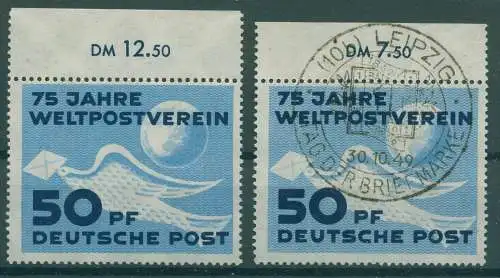 DM 12.50
75 JAHRE
WELTPOSTVEREIN
50 PF
DEUTSCHE POST
DM 7.50
75 JAHRE
WELTPOSTVEREIN
50 PF
DEUTSCHE POST
(10b) LEIPZIG
30.10.49
TAG DER BRIEFMARKE